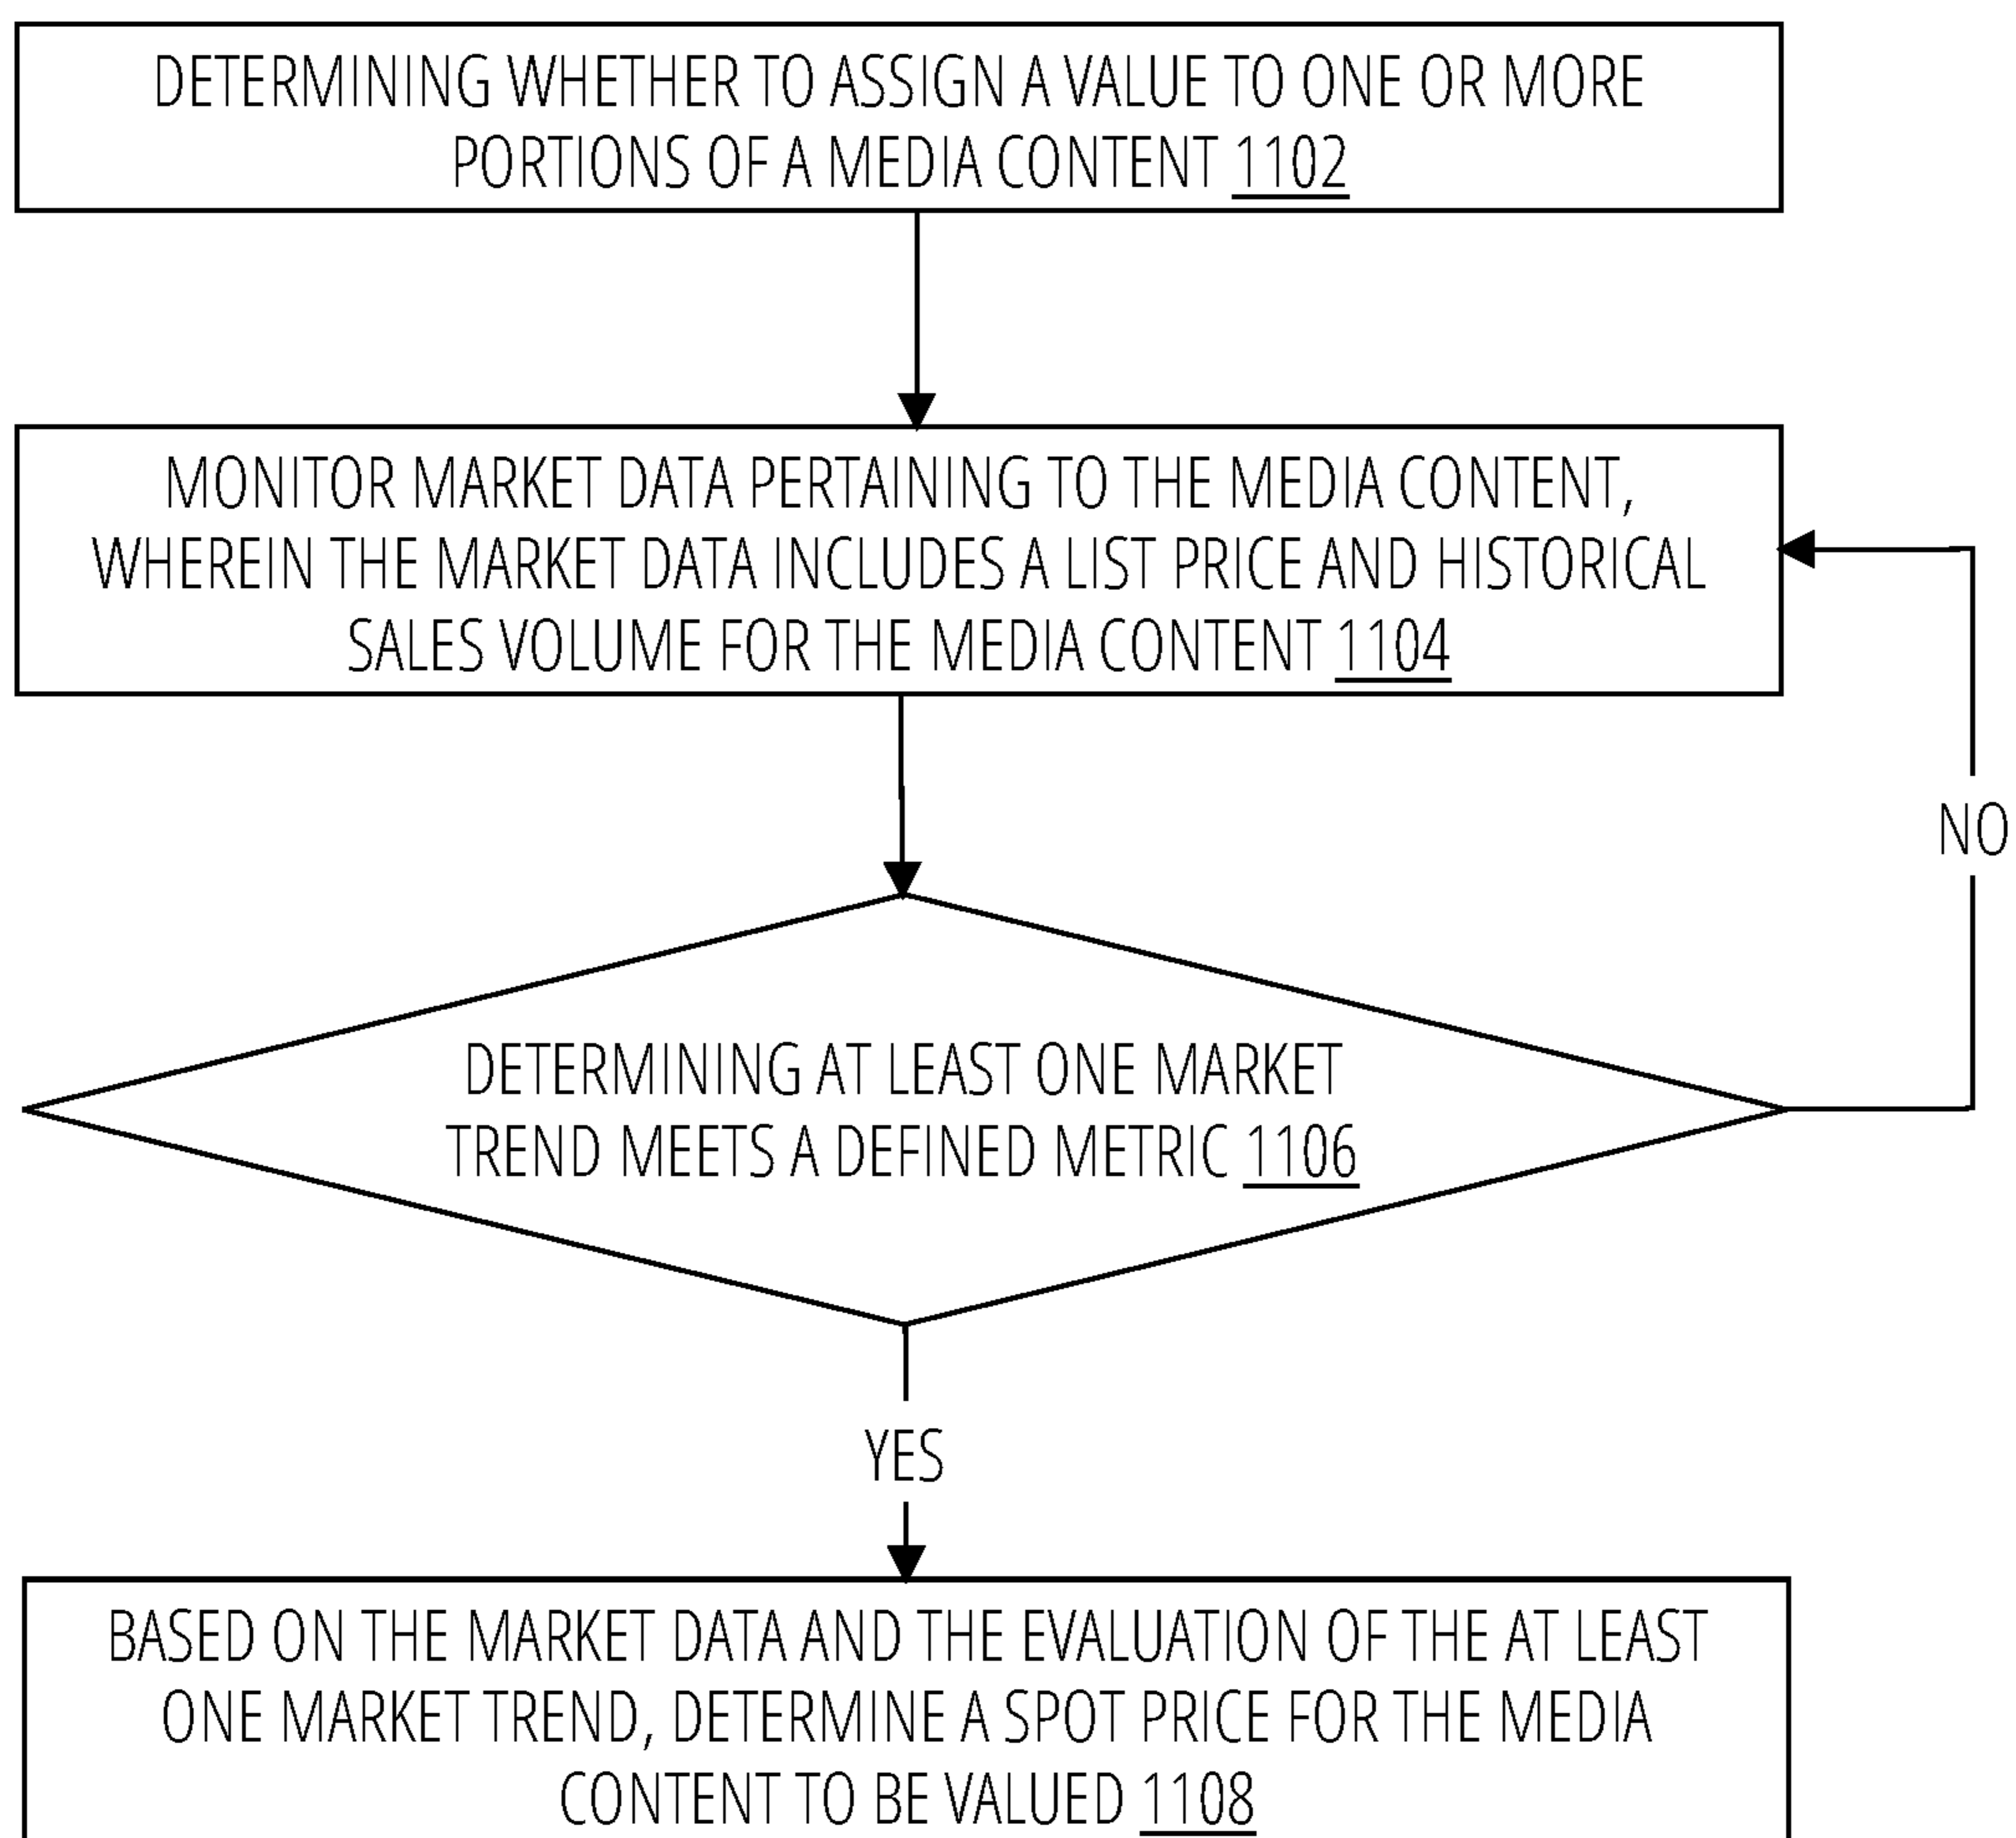 DETERMINING WHETHER TO ASSIGN A VALUE TO ONE OR MORE
PORTIONS OF A MEDIA CONTENT 1102
MONITOR MARKET DATA PERTAINING TO THE MEDIA CONTENT,
WHEREIN THE MARKET DATA INCLUDES A LIST PRICE AND HISTORICAL
SALES VOLUME FOR THE MEDIA CONTENT 1104
NO
DETERMINING AT LEAST ONE MARKET
TREND MEETS A DEFINED METRIC 1106
YES
BASED ON THE MARKET DATA AND THE EVALUATION OF THE AT LEAST
ONE MARKET TREND, DETERMINE A SPOT PRICE FOR THE MEDIA
CONTENT TO BE VALUED 1108